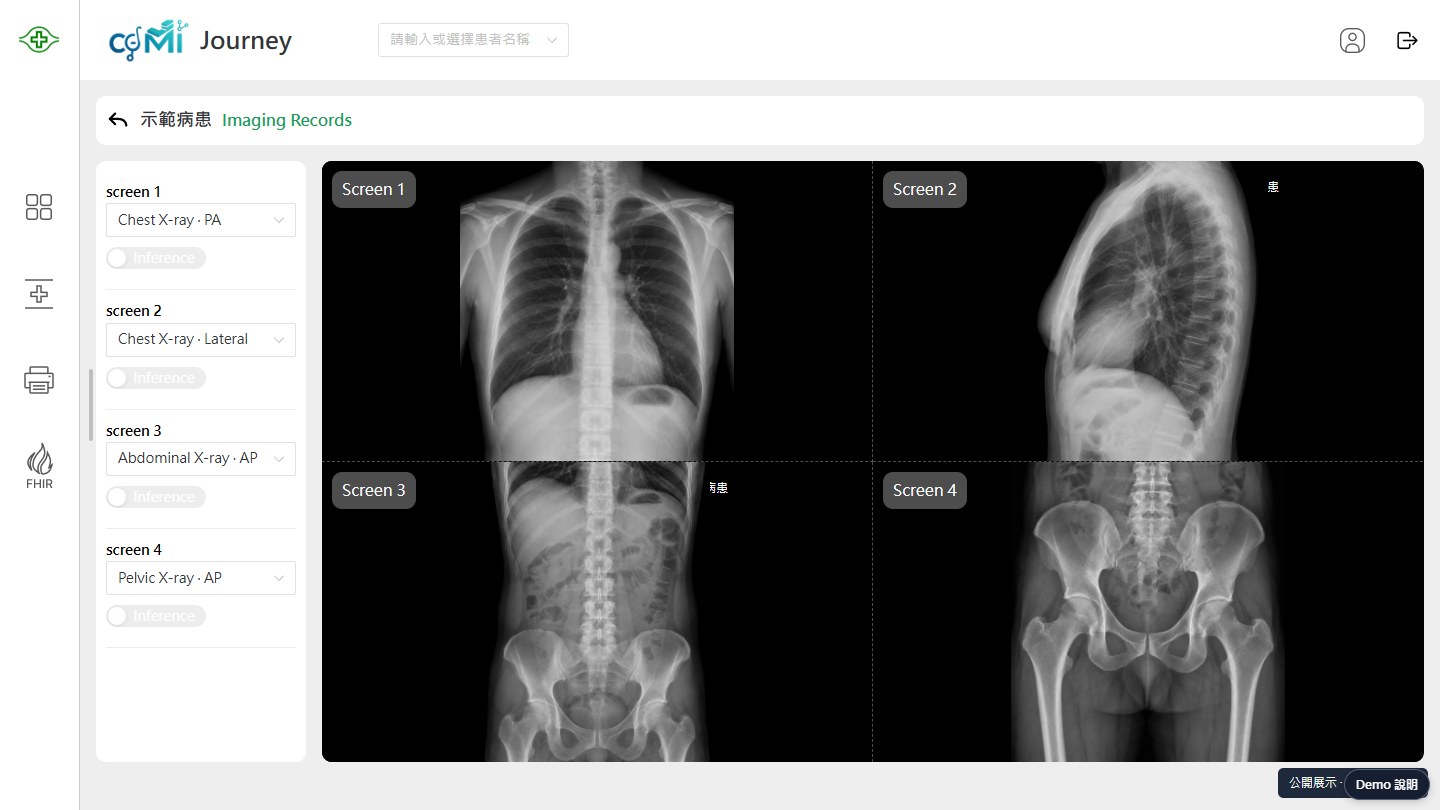 CoMi Journey
請輸入或選擇患者名稱
示範病患 Imaging Records
screen 1
Chest X-ray · PA
Inference
screen 2
Chest X-ray · Lateral
Inference
screen 3
Abdominal X-ray · AP
Inference
screen 4
Pelvic X-ray · AP
Inference
FHIR
Screen 1
Screen 2
患
Screen 3
病患
Screen 4
公開展示 ·
Demo 說明